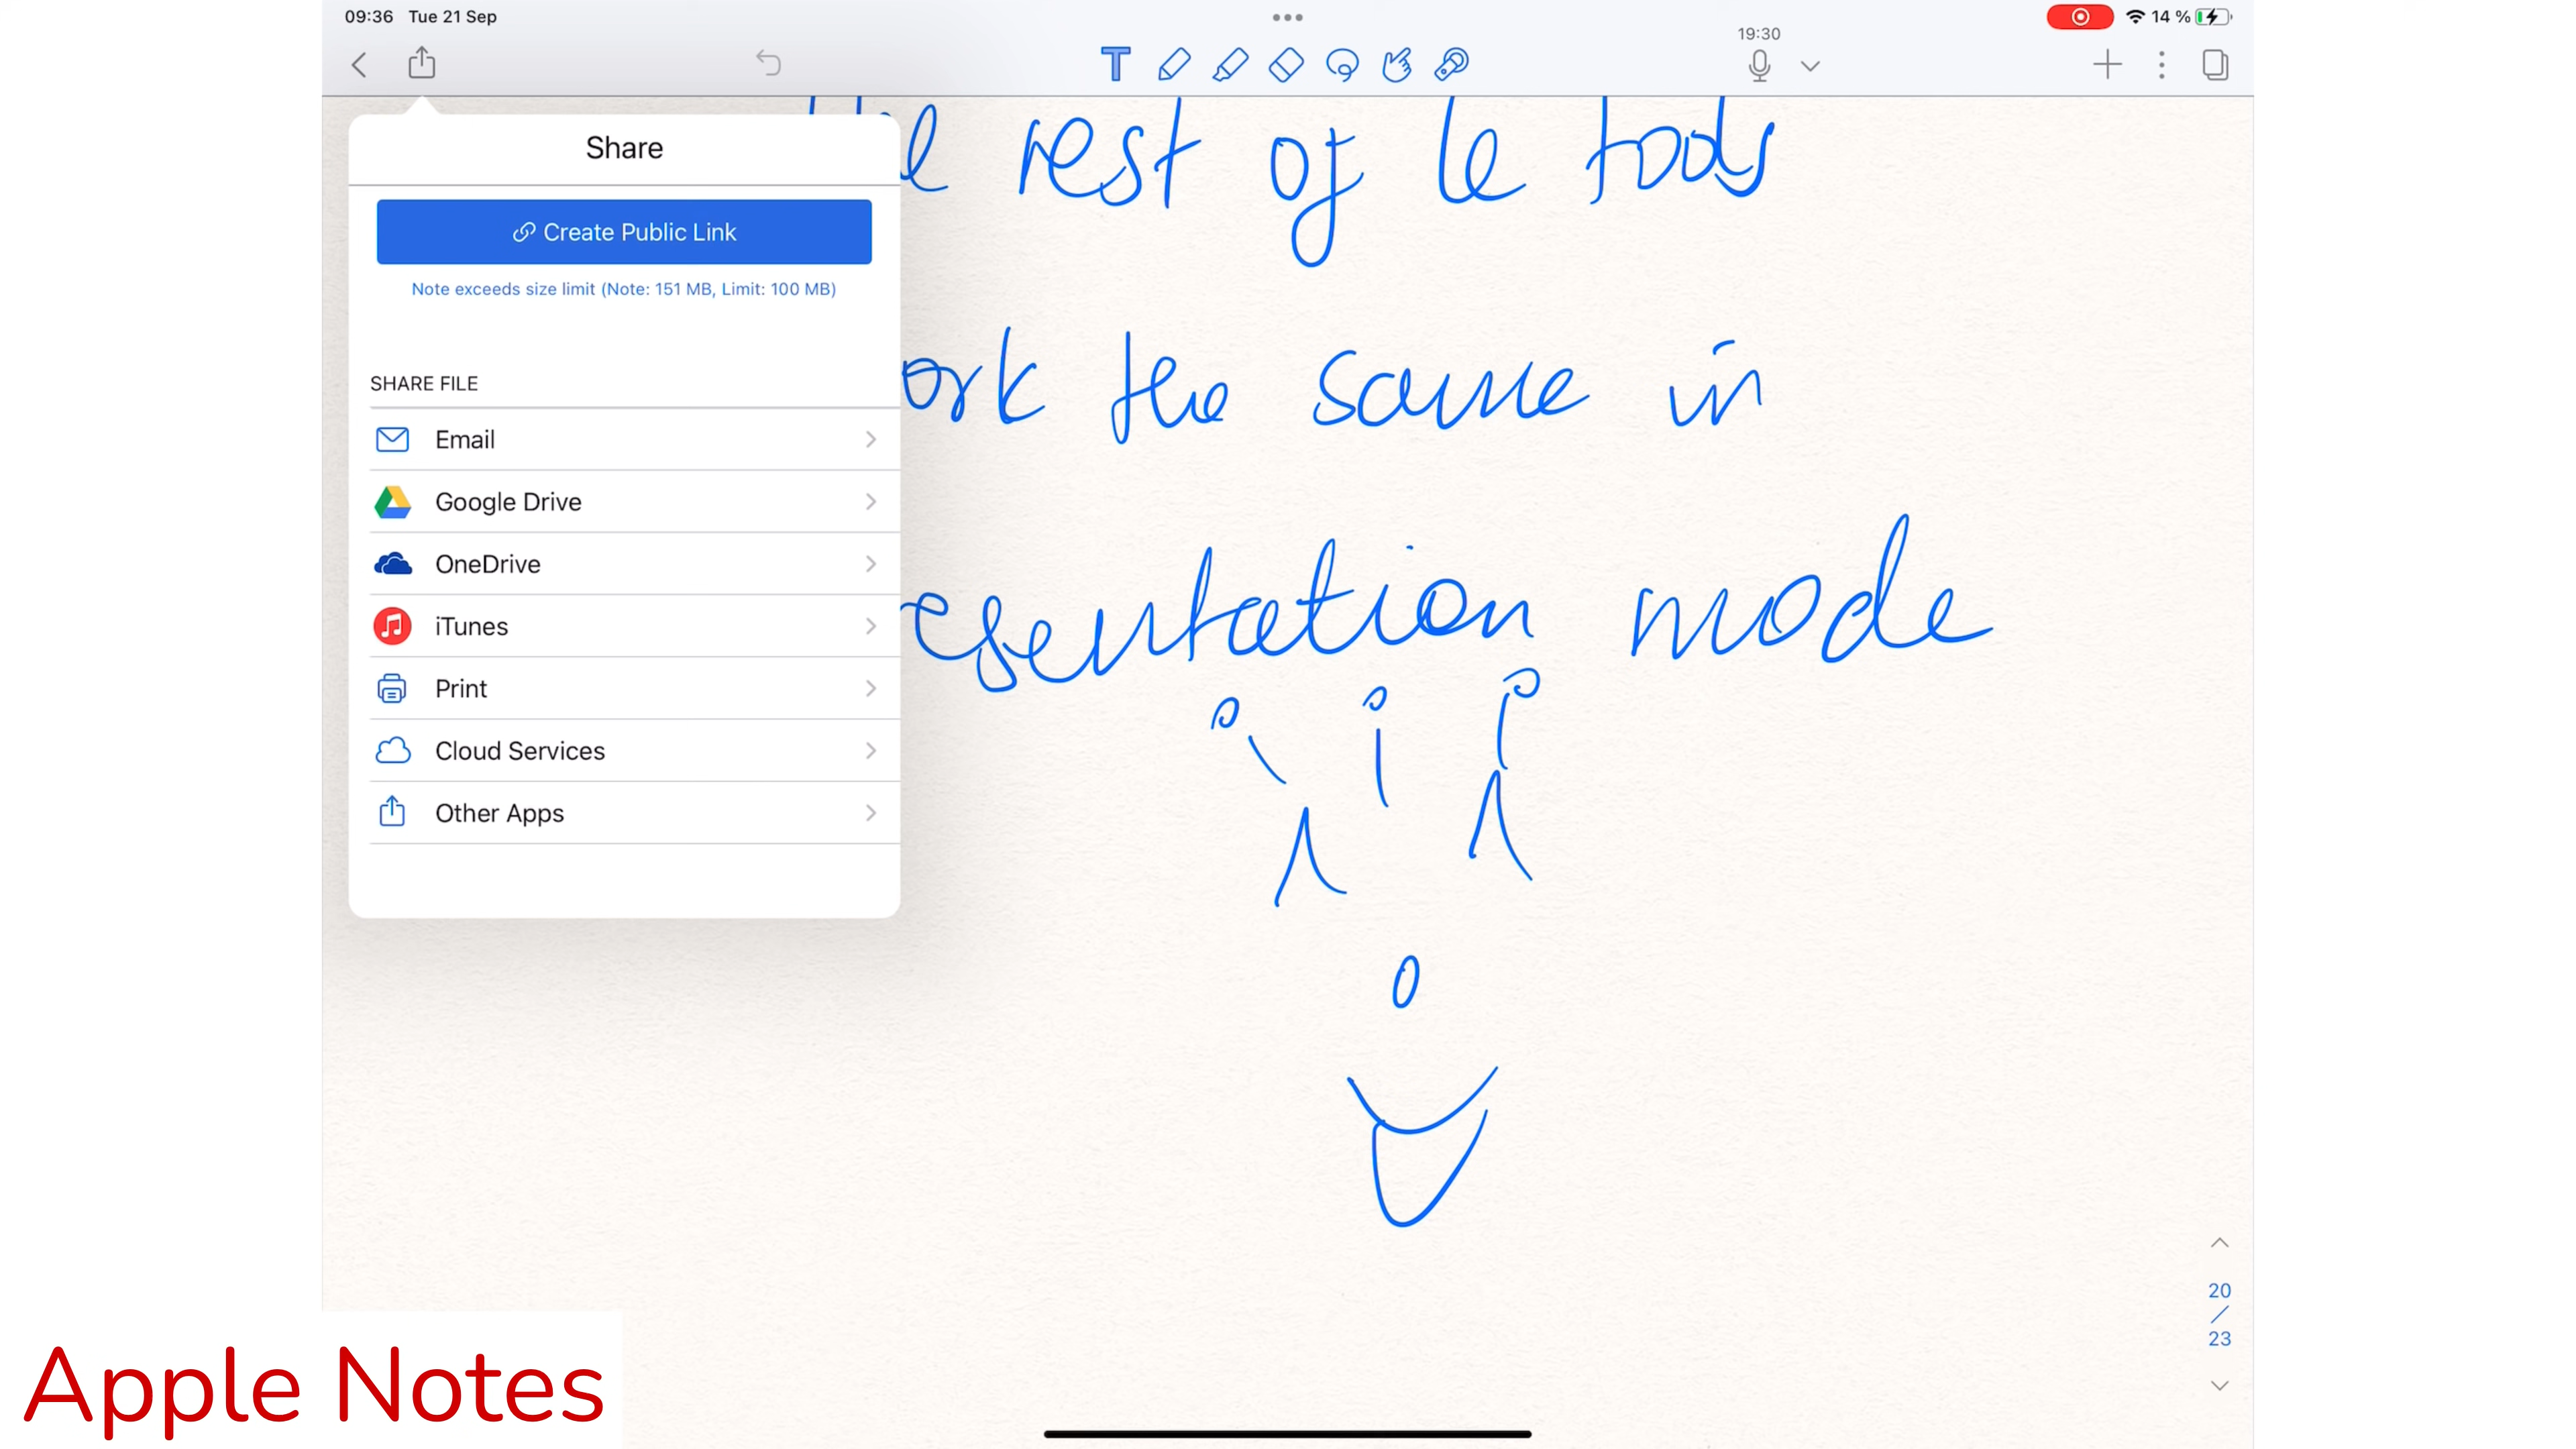 09:36 Tue 21 Sep
14 %
19:30
T
Share
Create Public Link
Note exceeds size limit (Note: 151 MB, Limit: 100 MB)
SHARE FILE
Email
Google Drive
OneDrive
iTunes
Print
Cloud Services
Other Apps
rest of le tools
ork the same in
esentation mode
20
/
23
Apple Notes